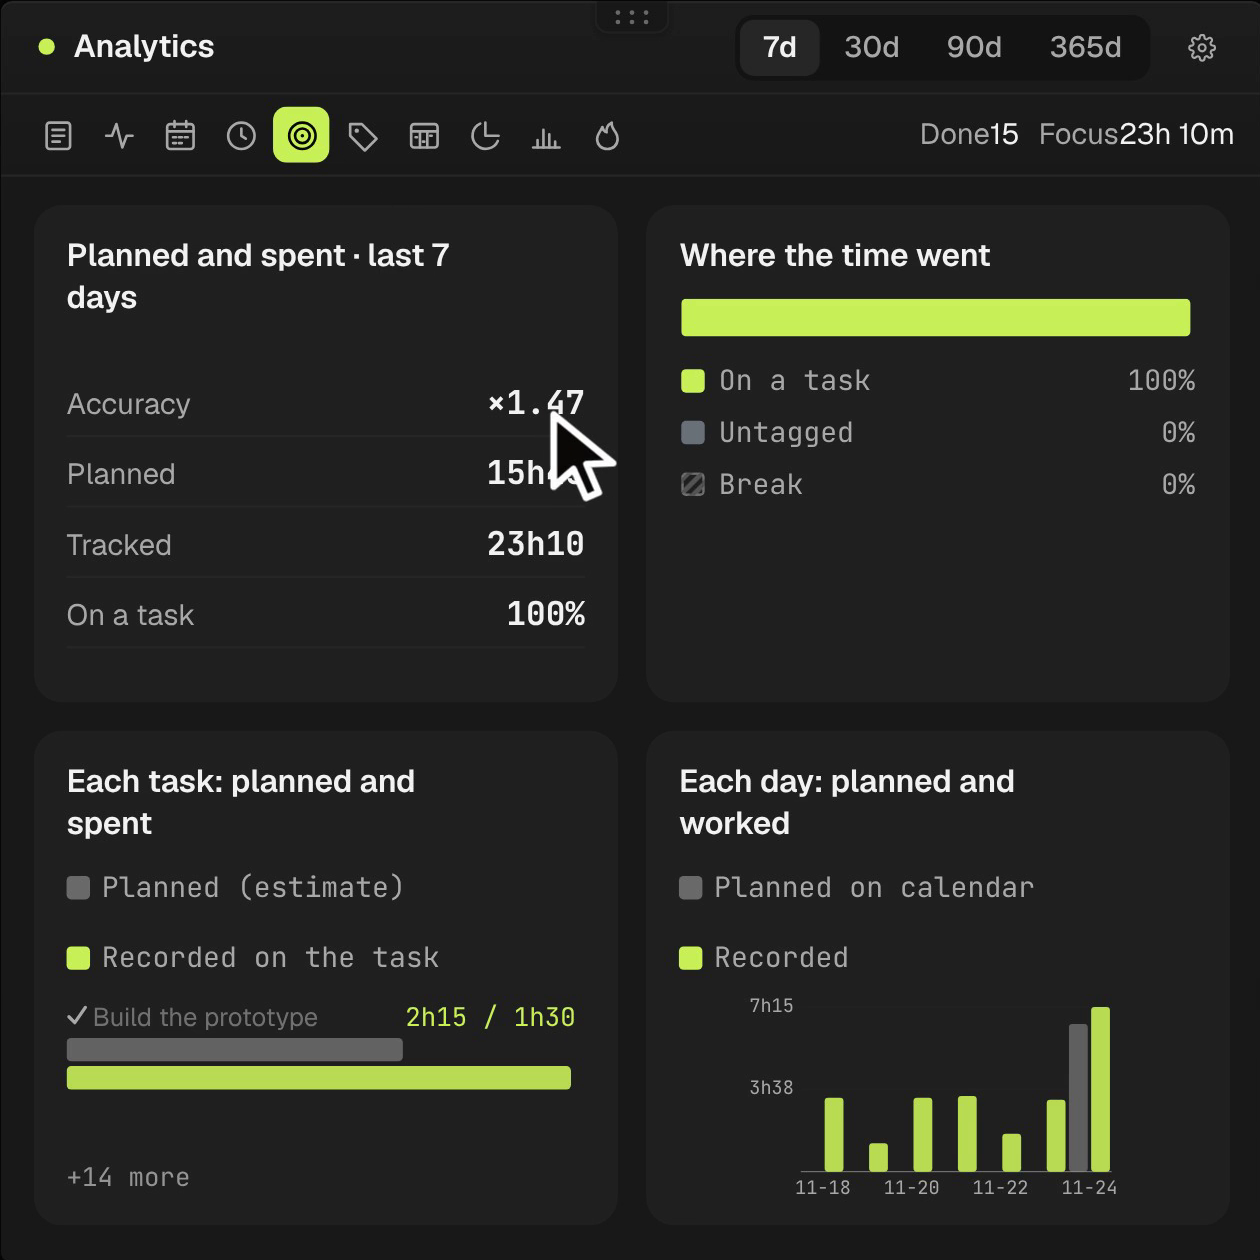 Analytics
7d 30d 90d 365d
Done15 Focus23h 10m
Planned and spent · last 7
days
Accuracy ×1.47
Planned
Tracked 23h10
On a task 100%
Where the time went
On a task 100%
Untagged 0%
Break 0%
Each task: planned and
spent
Planned (estimate)
Recorded on the task
Build the prototype 2h15 / 1h30
+14 more
Each day: planned and
worked
Planned on calendar
Recorded
7h15
3h38
11-18 11-20 11-22 11-24